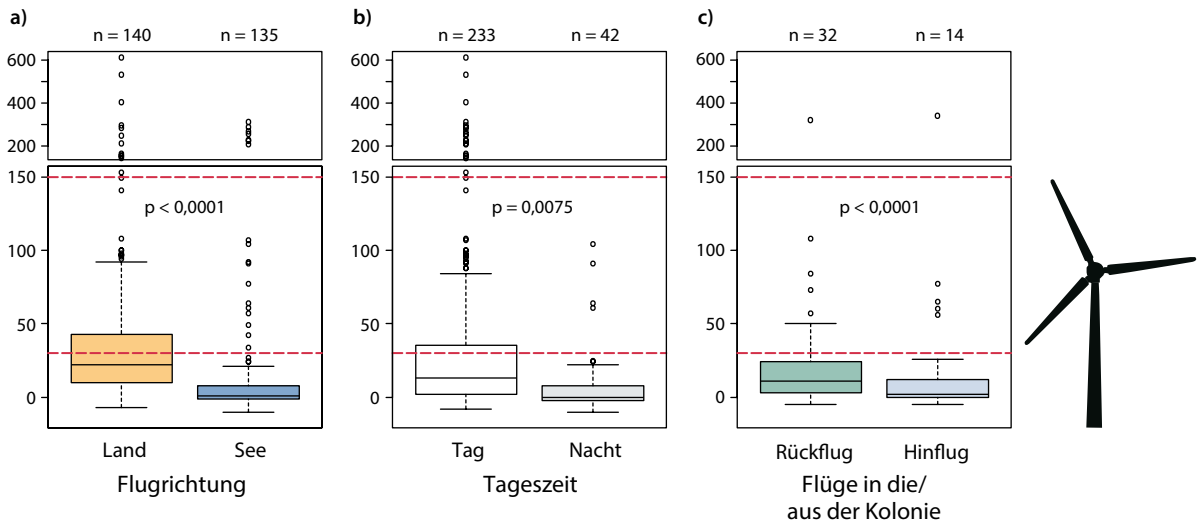 a)
n = 140 n = 135
600
400
200
150
100
50
0
p < 0,0001
Land See
Flugrichtung
b)
n = 233 n = 42
600
400
200
150
100
50
0
p = 0,0075
Tag Nacht
Tageszeit
c)
n = 32 n = 14
600
400
200
150
100
50
0
p < 0,0001
Rückflug Hinflug
Flüge in die/
aus der Kolonie